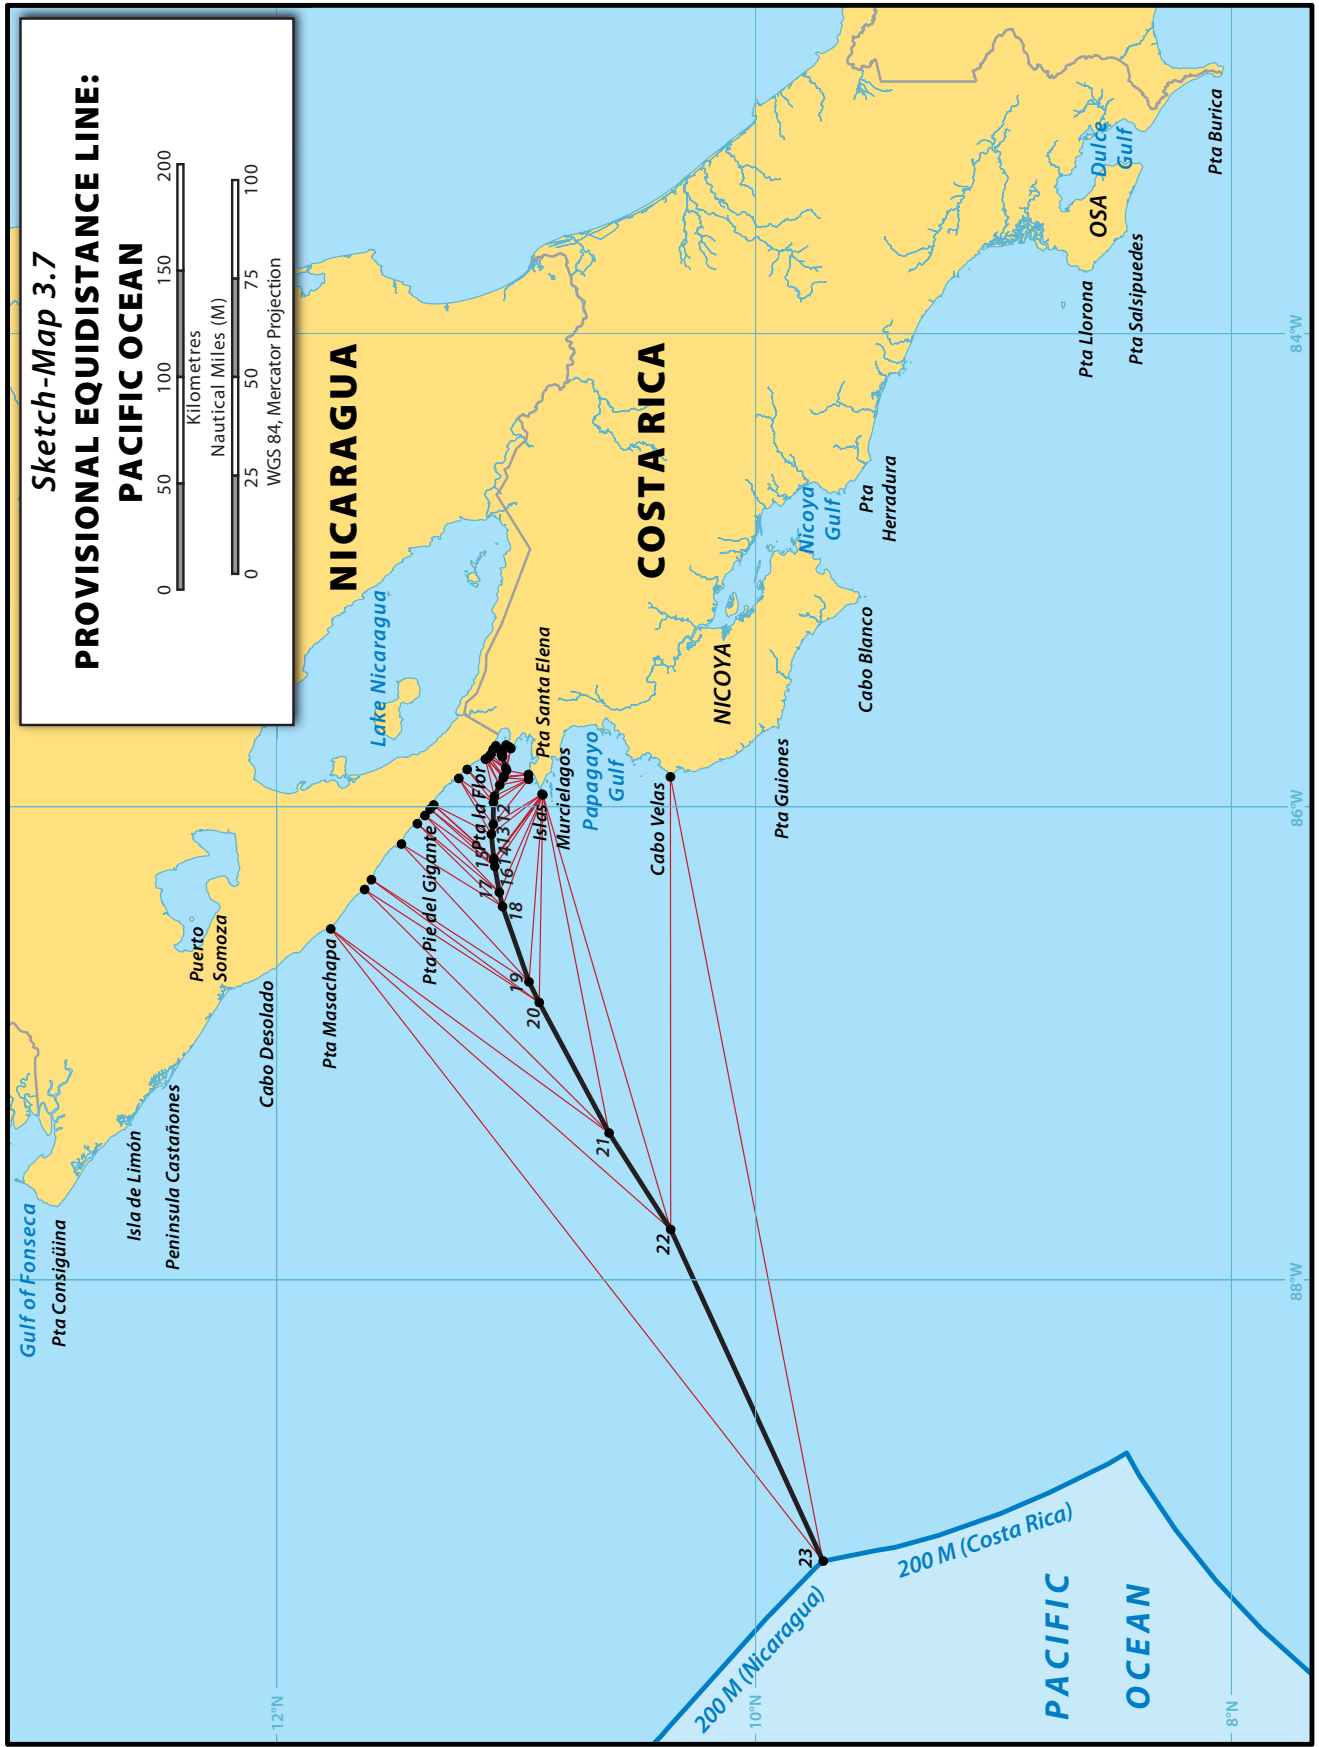 Sketch-Map 3.7
PROVISIONAL EQUIDISTANCE LINE:
PACIFIC OCEAN
0 50 100 150 200
Kilometres
Nautical Miles (M)
0 25 50 75 100
WGS 84, Mercator Projection
Gulf of Fonseca
Pta Consigüina
Isla de Limón
Peninsula Castañones
Puerto
Somoza
Cabo Desolado
Pta Masachapa
Lake Nicaragua
NICARAGUA
Pta Pie del Gigante
Pta la Flor
12
13
14
15
16
17
18
19
20
21
22
23
Pta Santa Elena
Islas
Murcielagos
Papagayo
Gulf
COSTA RICA
Cabo Velas
NICOYA
Pta Guiones
Nicoya
Gulf
Cabo Blanco
Pta
Herradura
Pta Llorona
OSA
Dulce
Gulf
Pta Salsipuedes
Pta Burica
200 M (Nicaragua)
200 M (Costa Rica)
PACIFIC
OCEAN
12°N
10°N
8°N
88°W
86°W
84°W